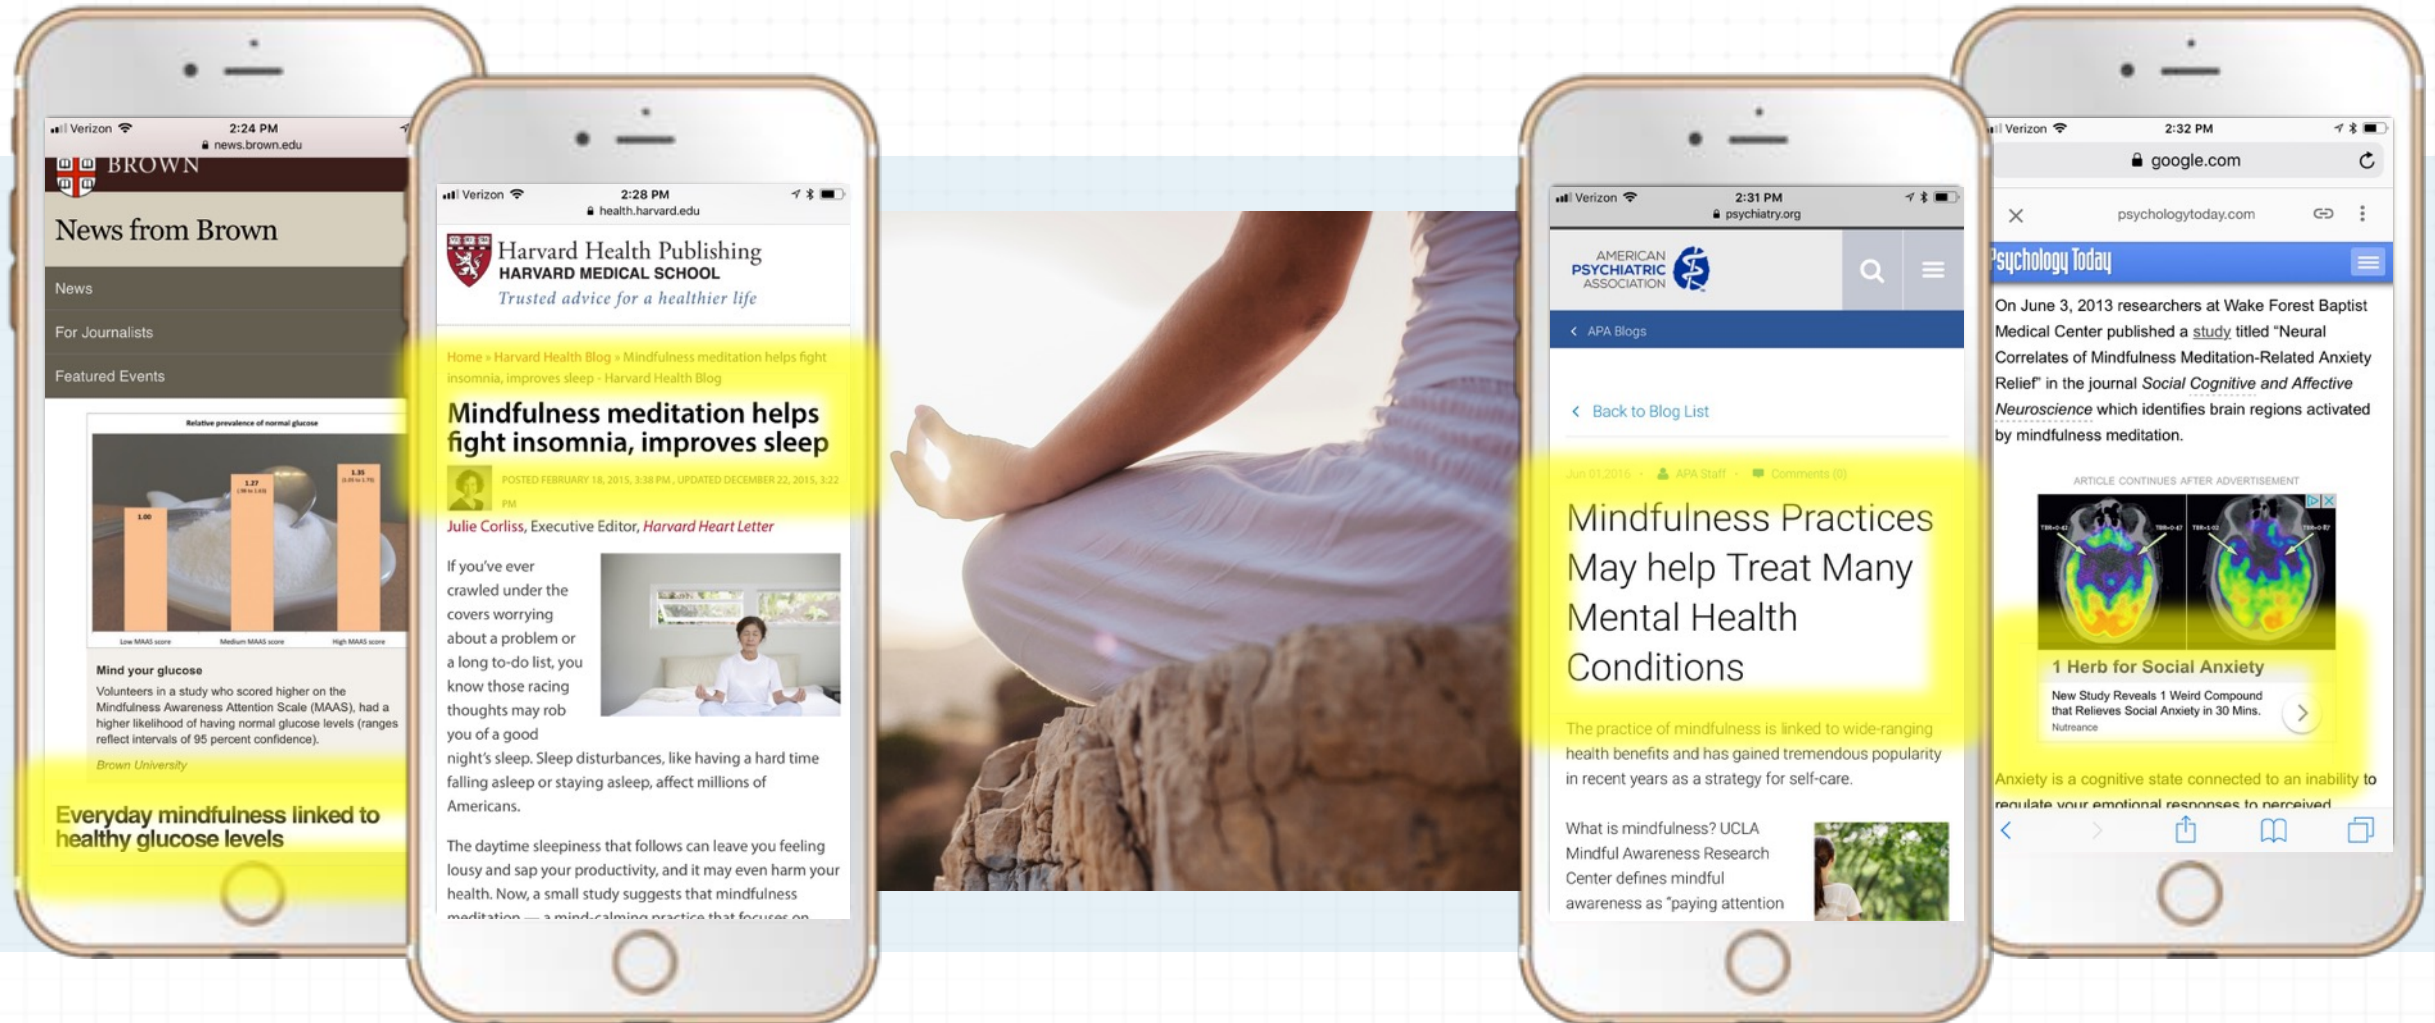 Verizon
2:24 PM
news.brown.edu
BROWN
News from Brown
News
For Journalists
Featured Events
Relative prevalence of normal glucose
1.00
1.27
1.35
Low MAAS score
Medium MAAS score
High MAAS score
Mind your glucose
Volunteers in a study who scored higher on the
Mindfulness Awareness Attention Scale (MAAS), had a
higher likelihood of having normal glucose levels (ranges
reflect intervals of 95 percent confidence).
Brown University
Everyday mindfulness linked to
healthy glucose levels
Verizon
2:28 PM
health.harvard.edu
Harvard Health Publishing
HARVARD MEDICAL SCHOOL
Trusted advice for a healthier life
Home » Harvard Health Blog » Mindfulness meditation helps fight
insomnia, improves sleep - Harvard Health Blog
Mindfulness meditation helps
fight insomnia, improves sleep
POSTED FEBRUARY 18, 2015, 3:38 PM , UPDATED DECEMBER 22, 2015, 3:22
PM
Julie Corliss, Executive Editor, Harvard Heart Letter
If you've ever
crawled under the
covers worrying
about a problem or
a long to-do list, you
know those racing
thoughts may rob
you of a good
night's sleep. Sleep disturbances, like having a hard time
falling asleep or staying asleep, affect millions of
Americans.
The daytime sleepiness that follows can leave you feeling
lousy and sap your productivity, and it may even harm your
health. Now, a small study suggests that mindfulness
meditation — a mind-calming practice that focuses on
Verizon
2:31 PM
psychiatry.org
AMERICAN
PSYCHIATRIC
ASSOCIATION
APA Blogs
Back to Blog List
Jun 01,2016 · APA Staff · Comments (0)
Mindfulness Practices
May help Treat Many
Mental Health
Conditions
The practice of mindfulness is linked to wide-ranging
health benefits and has gained tremendous popularity
in recent years as a strategy for self-care.
What is mindfulness? UCLA
Mindful Awareness Research
Center defines mindful
awareness as "paying attention
Verizon
2:32 PM
google.com
psychologytoday.com
Psychology Today
On June 3, 2013 researchers at Wake Forest Baptist
Medical Center published a study titled "Neural
Correlates of Mindfulness Meditation-Related Anxiety
Relief" in the journal Social Cognitive and Affective
Neuroscience which identifies brain regions activated
by mindfulness meditation.
ARTICLE CONTINUES AFTER ADVERTISEMENT
1 Herb for Social Anxiety
New Study Reveals 1 Weird Compound
that Relieves Social Anxiety in 30 Mins.
Nutreance
Anxiety is a cognitive state connected to an inability to
regulate your emotional responses to perceived